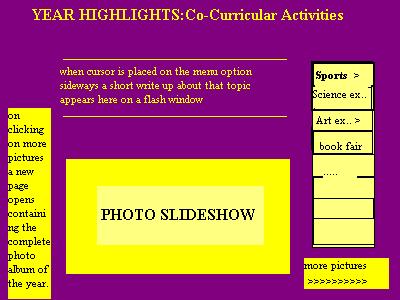 YEAR HIGHLIGHTS:Co-Curricular Activities
when cursor is placed on the menu option
sideways a short write up about that topic
appears here on a flash window
on
clicking
on more
pictures
a new
page
opens
containi
ng the
complete
photo
album of
the year.
PHOTO SLIDESHOW
Sports >
Science ex..
Art ex.. >
book fair
.....
more pictures
>>>>>>>>>>